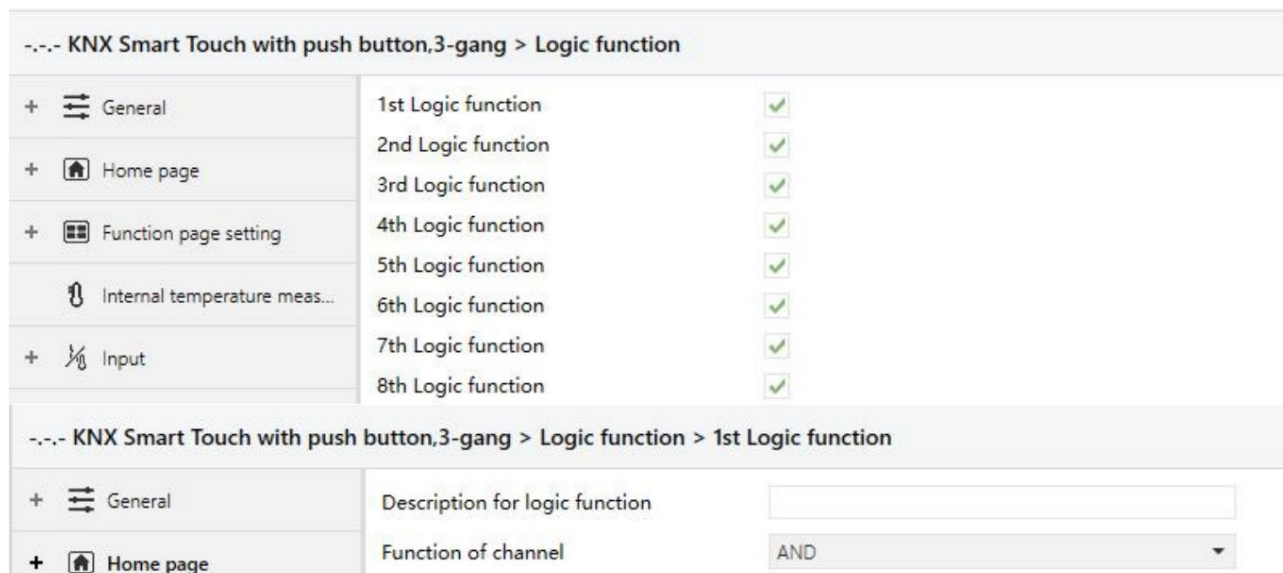 -.-.- KNX Smart Touch with push button,3-gang > Logic function
+ General
1st Logic function
2nd Logic function
+ Home page
3rd Logic function
+ Function page setting
4th Logic function
5th Logic function
Internal temperature meas...
6th Logic function
+ Input
7th Logic function
8th Logic function
-.-.- KNX Smart Touch with push button,3-gang > Logic function > 1st Logic function
+ General
Description for logic function
+ Home page
Function of channel AND